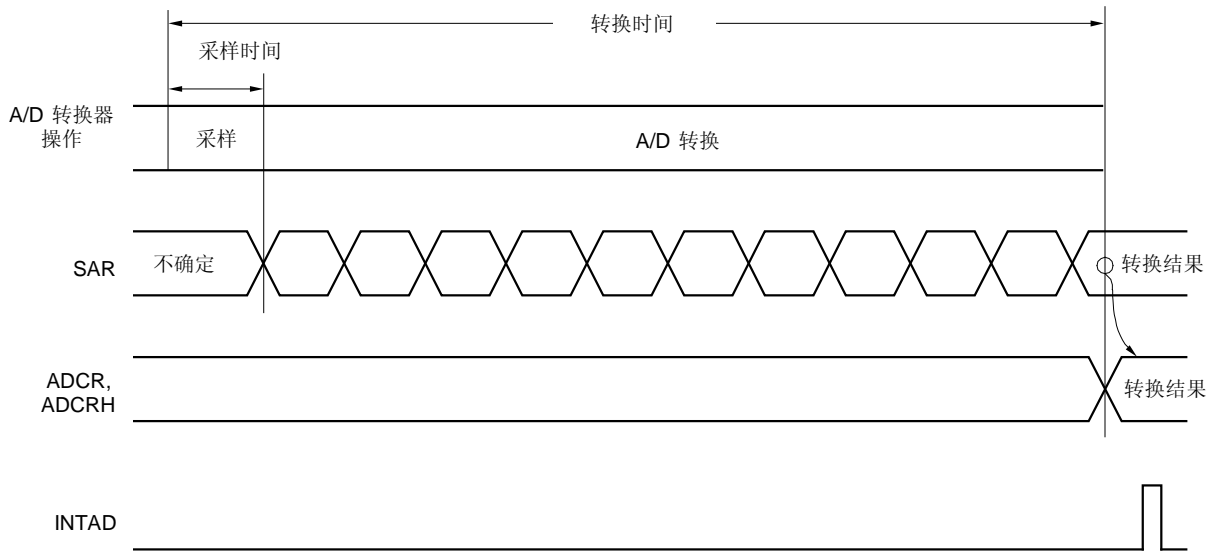 转换时间
采样时间
A/D 转换器
操作
采样
A/D 转换
SAR
不确定
转换结果
ADCR,
ADCRH
转换结果
INTAD